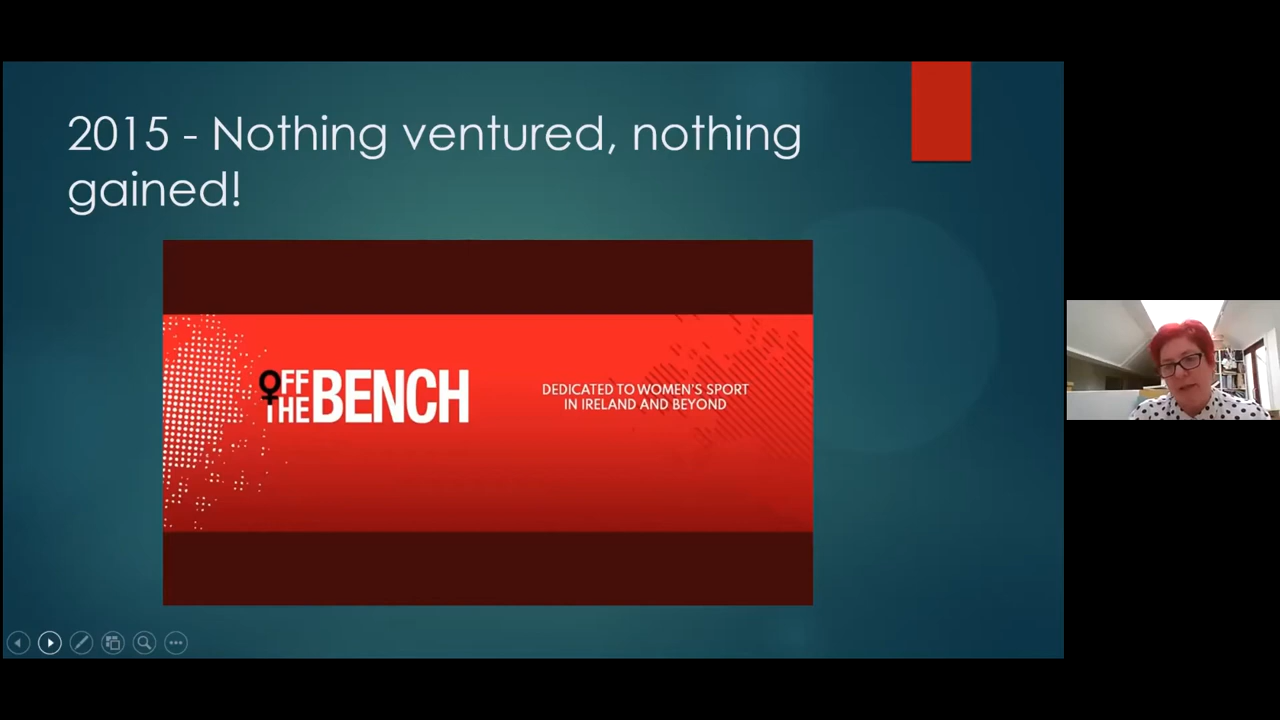 2015 - Nothing ventured, nothing
gained!
OFF
THE BENCH
DEDICATED TO WOMEN'S SPORT
IN IRELAND AND BEYOND